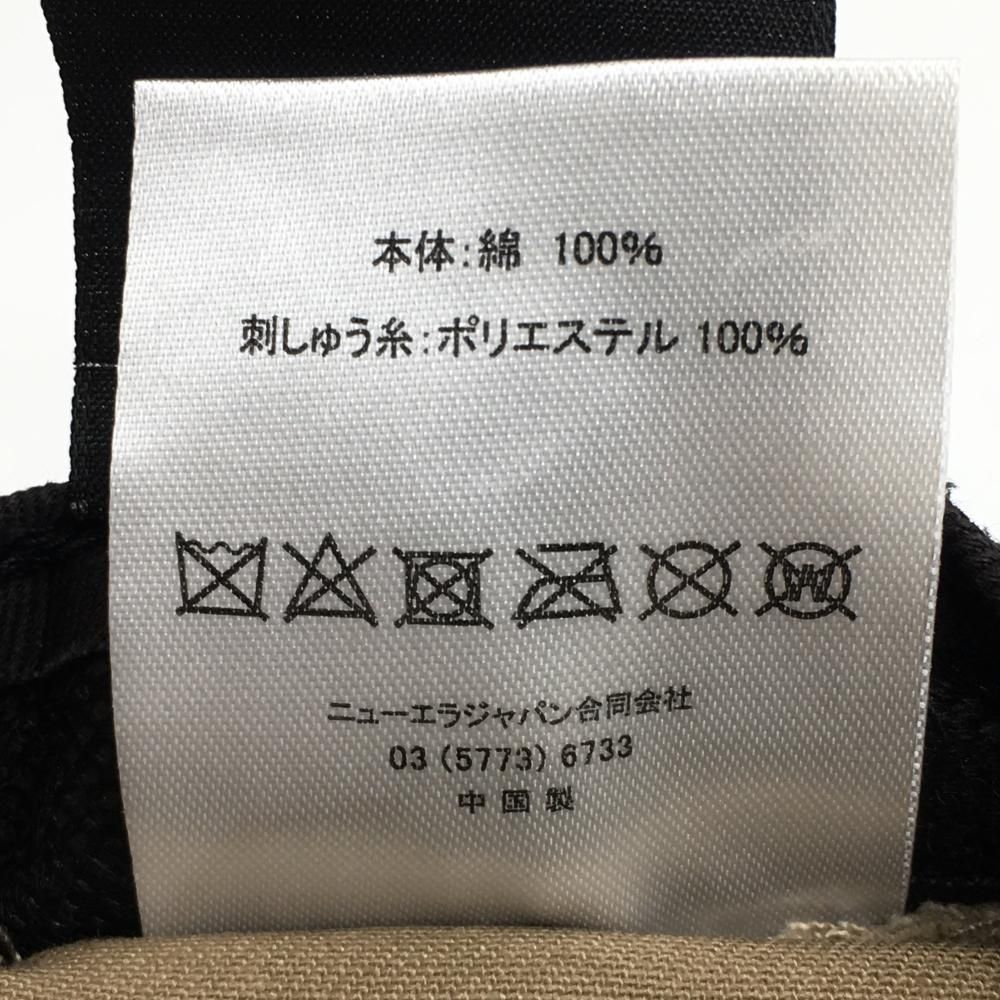 本体:綿 100%
刺しゅう糸:ポリエステル 100%
W
ニューエラジャパン合同会社
03 (5773) 6733
中国製